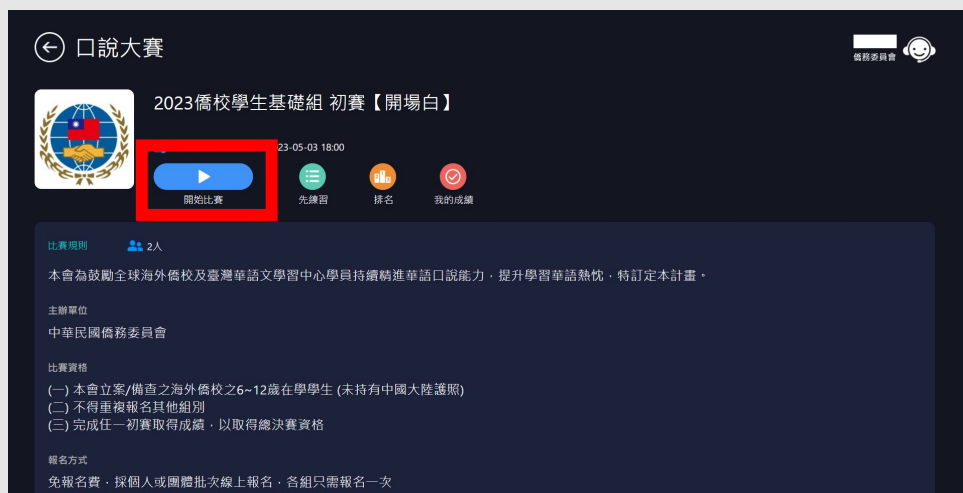 口說大賽
僑務委員會
2023僑校學生基礎組 初賽【開場白】
23-05-03 18:00
開始比賽
先練習
排名
我的成績
比賽規則 2人
本會為鼓勵全球海外僑校及臺灣華語文學習中心學員持續精進華語口說能力，提升學習華語熱忱，特訂定本計畫。
主辦單位
中華民國僑務委員會
比賽資格
(一) 本會立案/備查之海外僑校之6~12歲在學學生 (未持有中國大陸護照)
(二) 不得重複報名其他組別
(三) 完成任一初賽取得成績，以取得總決賽資格
報名方式
免報名費，採個人或團體批次線上報名，各組只需報名一次